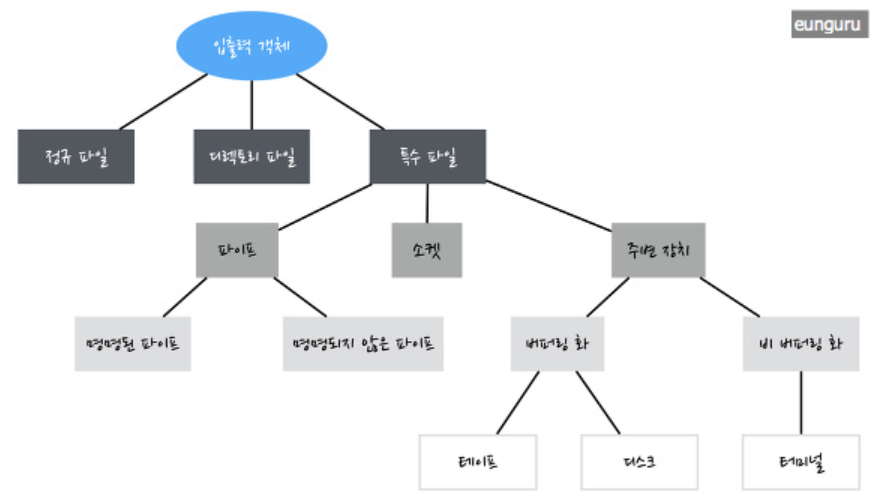 eunguru
입출력 객체
정규 파일
디렉토리 파일
특수 파일
파이프
소켓
주변 장치
명명된 파이프
명명되지 않은 파이프
버퍼링 화
비 버퍼링 화
테이프
디스크
터미널